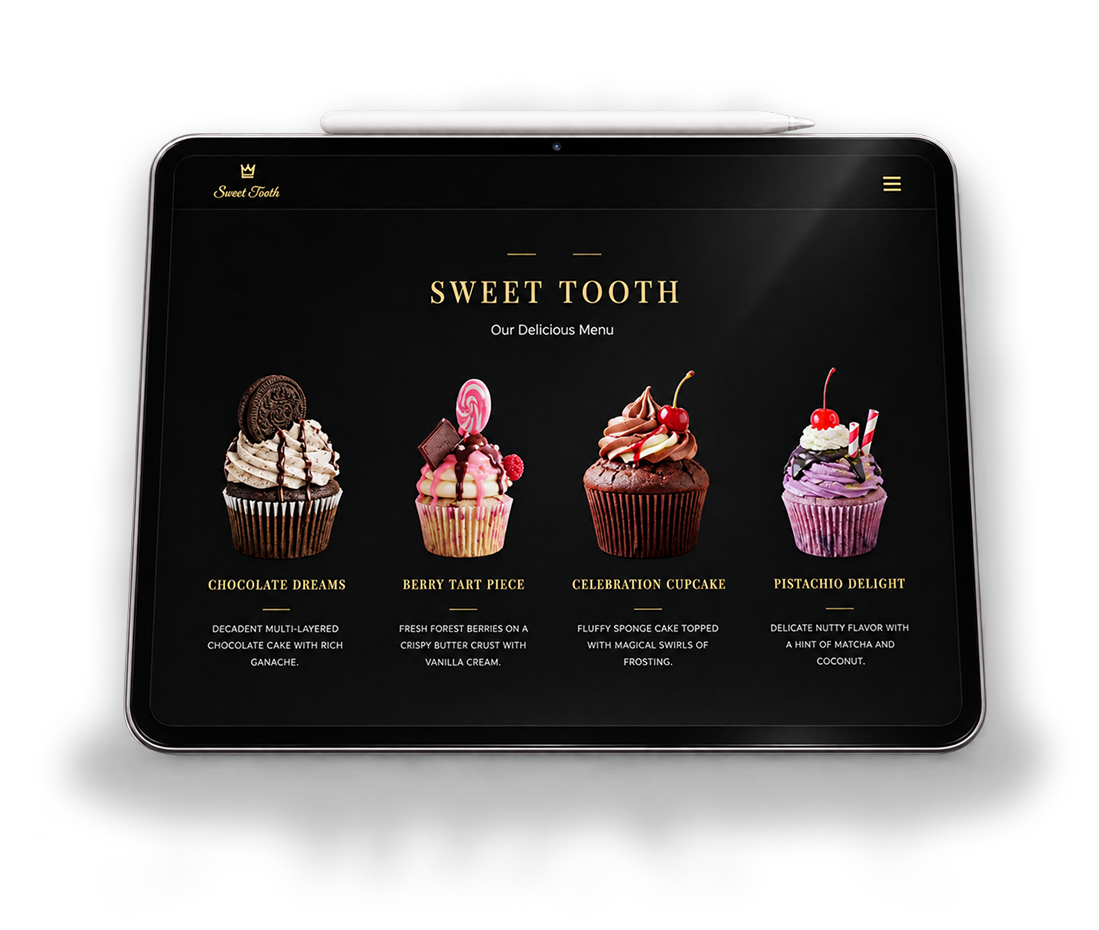 Sweet Tooth
SWEET TOOTH
Our Delicious Menu
CHOCOLATE DREAMS
DECADENT MULTI-LAYERED
CHOCOLATE CAKE WITH RICH
GANACHE.
BERRY TART PIECE
FRESH FOREST BERRIES ON A
CRISPY BUTTER CRUST WITH
VANILLA CREAM.
CELEBRATION CUPCAKE
FLUFFY SPONGE CAKE TOPPED
WITH MAGICAL SWIRLS OF
FROSTING.
PISTACHIO DELIGHT
DELICATE NUTTY FLAVOR WITH
A HINT OF MATCHA AND
COCONUT.